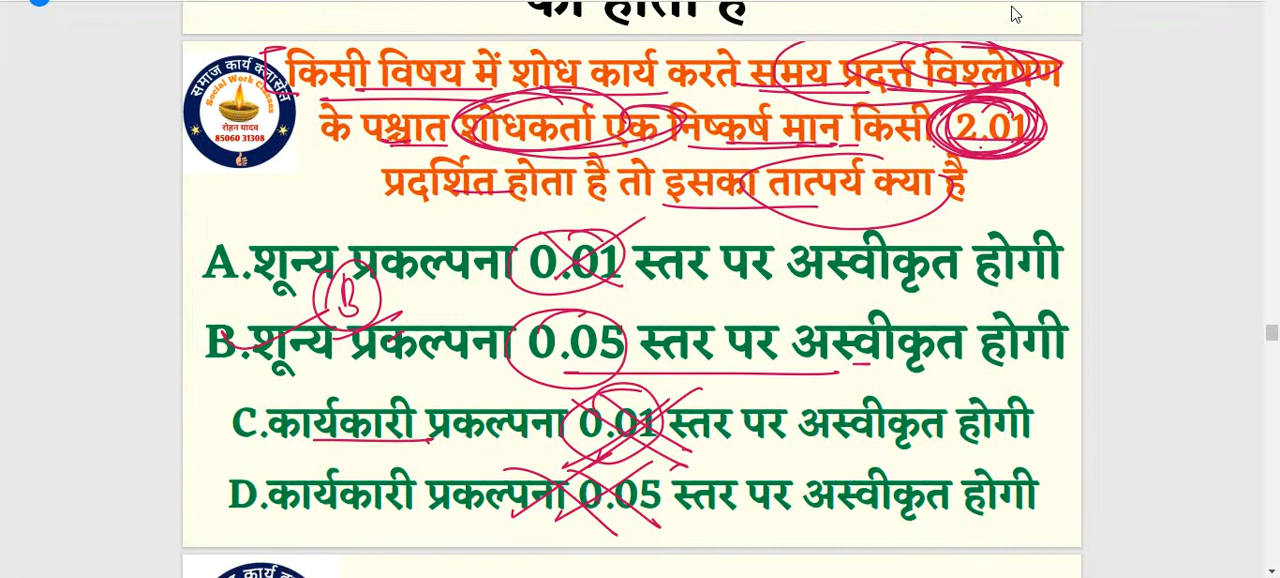 का होता है
समाज कार्य क्लासेस
Social Work Classes
रोहन यादव
85060 31308
किसी विषय में शोध कार्य करते समय प्रदत्त विश्लेषण
के पश्चात शोधकर्ता एक निष्कर्ष मान किसी 2.01
प्रदर्शित होता है तो इसका तात्पर्य क्या है
A.शून्य प्रकल्पना 0.01 स्तर पर अस्वीकृत होगी
B
B.शून्य प्रकल्पना 0.05 स्तर पर अस्वीकृत होगी
C.कार्यकारी प्रकल्पना 0.01 स्तर पर अस्वीकृत होगी
D.कार्यकारी प्रकल्पना 0.05 स्तर पर अस्वीकृत होगी